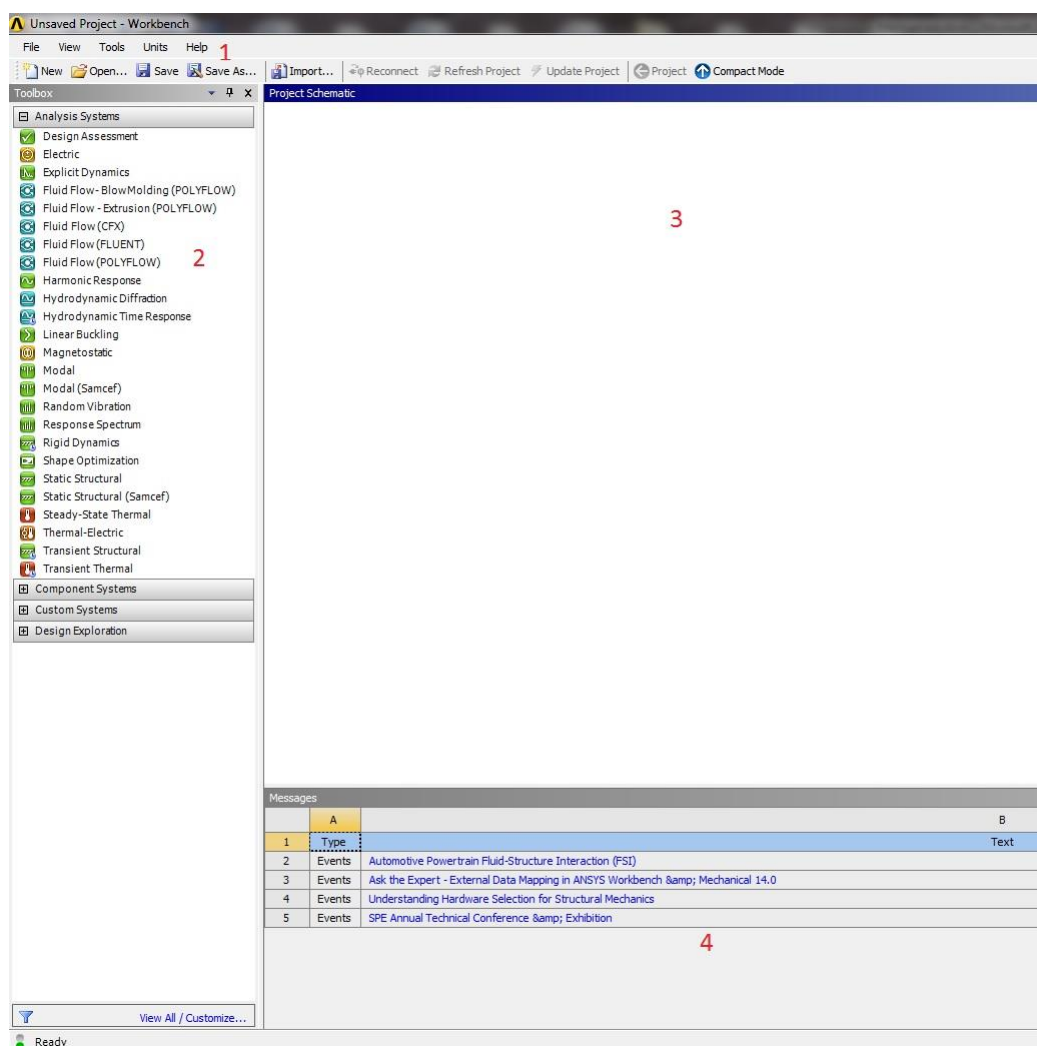 Unsaved Project - Workbench
File View Tools Units Help 1
New Open... Save Save As... Import... Reconnect Refresh Project Update Project Project Compact Mode
Toolbox
Analysis Systems
Design Assessment
Electric
Explicit Dynamics
Fluid Flow- BlowMolding (POLYFLOW)
Fluid Flow - Extrusion (POLYFLOW)
Fluid Flow (CFX)
Fluid Flow (FLUENT)
Fluid Flow (POLYFLOW)
2
Harmonic Response
Hydrodynamic Diffraction
Hydrodynamic Time Response
Linear Buckling
Magnetostatic
Modal
Modal (Samcef)
Random Vibration
Response Spectrum
Rigid Dynamics
Shape Optimization
Static Structural
Static Structural (Samcef)
Steady-State Thermal
Thermal-Electric
Transient Structural
Transient Thermal
Component Systems
Custom Systems
Design Exploration
View All / Customize...
Project Schematic
3
Messages
A B
1 Type Text
2 Events Automotive Powertrain Fluid-Structure Interaction (FSI)
3 Events Ask the Expert - External Data Mapping in ANSYS Workbench &amp; Mechanical 14.0
4 Events Understanding Hardware Selection for Structural Mechanics
5 Events SPE Annual Technical Conference &amp; Exhibition
4
Ready